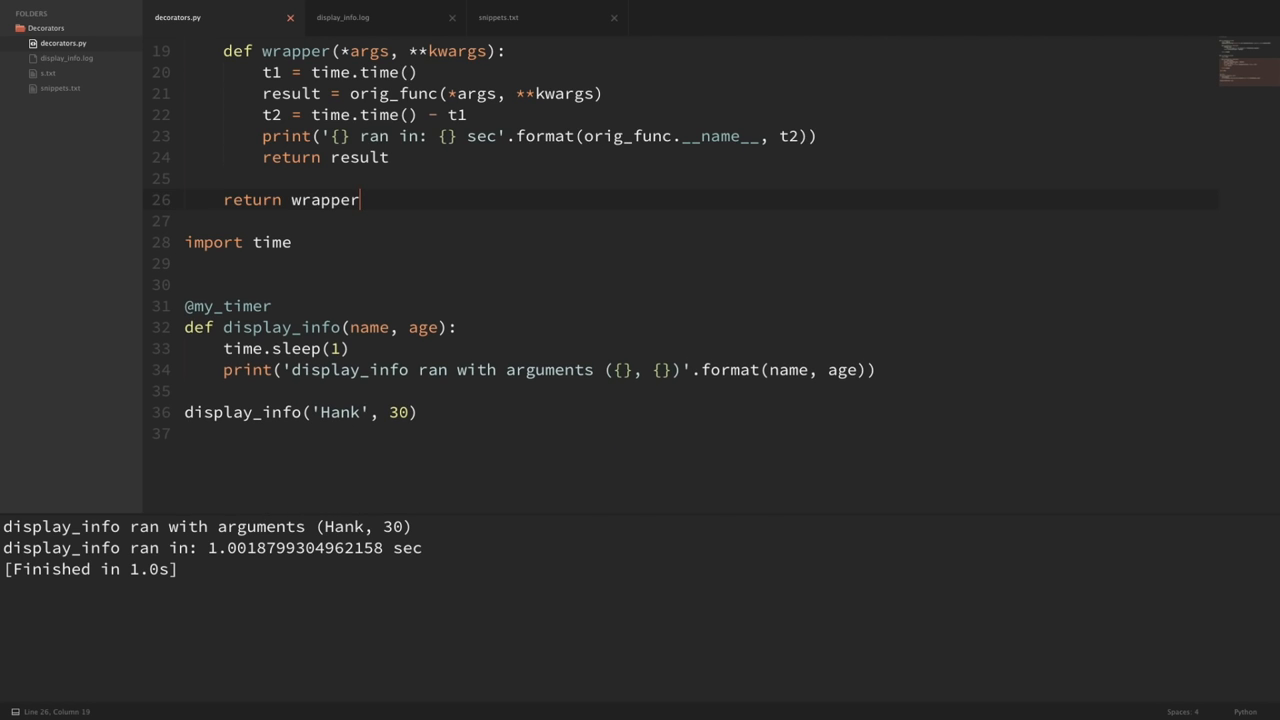 FOLDERS
Decorators
decorators.py
display_info.log
s.txt
snippets.txt
decorators.py
display_info.log
snippets.txt
19     def wrapper(*args, **kwargs):
20         t1 = time.time()
21         result = orig_func(*args, **kwargs)
22         t2 = time.time() - t1
23         print('{} ran in: {} sec'.format(orig_func.__name__, t2))
24         return result
25
26     return wrapper
27
28 import time
29
30
31 @my_timer
32 def display_info(name, age):
33     time.sleep(1)
34     print('display_info ran with arguments ({}, {})'.format(name, age))
35
36 display_info('Hank', 30)
37
display_info ran with arguments (Hank, 30)
display_info ran in: 1.0018799304962158 sec
[Finished in 1.0s]
Line 26, Column 19
Spaces: 4
Python